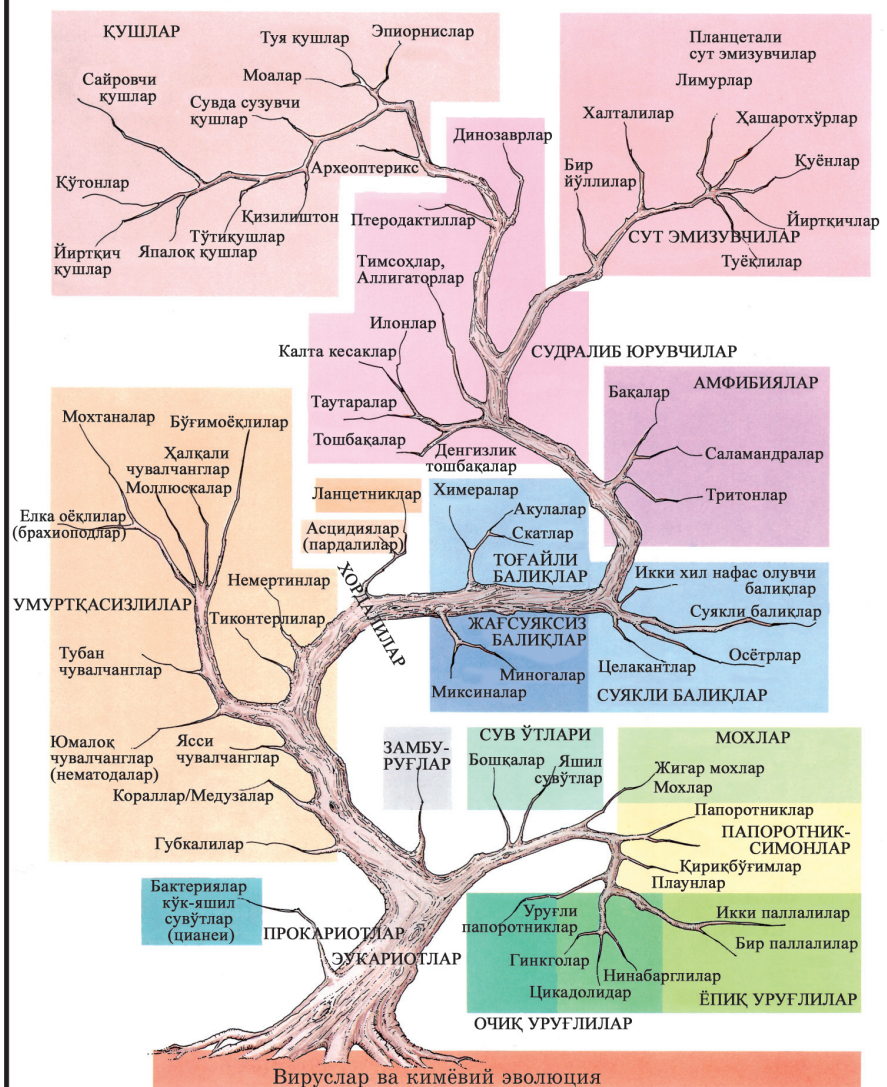 ҚУШЛАР
Туя қушлар
Эпиорнислар
Моалар
Сайровчи
қушлар
Сувда сузувчи
қушлар
Археоптерикс
Қўтонлар
Қизилиштон
Тўтиқушлар
Йиртқич
қушлар
Япалоқ қушлар
Планцетали
сут эмизувчилар
Лимурлар
Халталилар
Ҳашаротхўрлар
Бир
йўллилар
Қуёнлар
Йиртқичлар
СУТ ЭМИЗУВЧИЛАР
Туёқлилар
Динозаврлар
Птеродактиллар
Тимсоҳлар,
Аллигаторлар
Илонлар
Калта кесаклар
СУДРАЛИБ ЮРУВЧИЛАР
Таутаралар
Тошбақалар
Денгизлик
тошбақалар
АМФИБИЯЛАР
Бақалар
Саламандралар
Тритонлар
Мохтаналар
Бўғимоёқлилар
Ҳалқали
чувалчанглар
Моллюскалар
Елка оёқлилар
(брахиоподлар)
Немертинлар
УМУРТҚАСИЗЛИЛАР
Тиконтерлилар
Тубан
чувалчанглар
Юмалоқ
чувалчанглар
(нематодалар)
Ясси
чувалчанглар
Кораллар/Медузалар
Губкалилар
Ланцетниклар
Асцидиялар
(пардалилар)
ХОРДАЛИЛАР
Химералар
Акулалар
Скатлар
ТОҒАЙЛИ
БАЛИҚЛАР
ЖАҒСУЯКСИЗ
БАЛИҚЛАР
Миногалар
Миксиналар
Икки хил нафас олувчи
балиқлар
Суякли балиқлар
Осётрлар
Целакантлар
СУЯКЛИ БАЛИҚЛАР
ЗАМБУ-
РУҒЛАР
СУВ ЎТЛАРИ
Бошқалар
Яшил
сувўтлар
МОХЛАР
Жигар мохлар
Мохлар
Папоротниклар
ПАПОРОТНИК-
СИМОНЛАР
Қириқбўғимлар
Плаунлар
Бактериялар
кўк-яшил
сувўтлар
(цианеи)
ПРОКАРИОТЛАР
ЭУКАРИОТЛАР
Уруғли
папоротниклар
Гинкголар
Нинабарглилар
Цикадолидар
ОЧИҚ УРУҒЛИЛАР
Икки паллалилар
Бир паллалилар
ЁПИҚ УРУҒЛИЛАР
Вируслар ва кимёвий эволюция